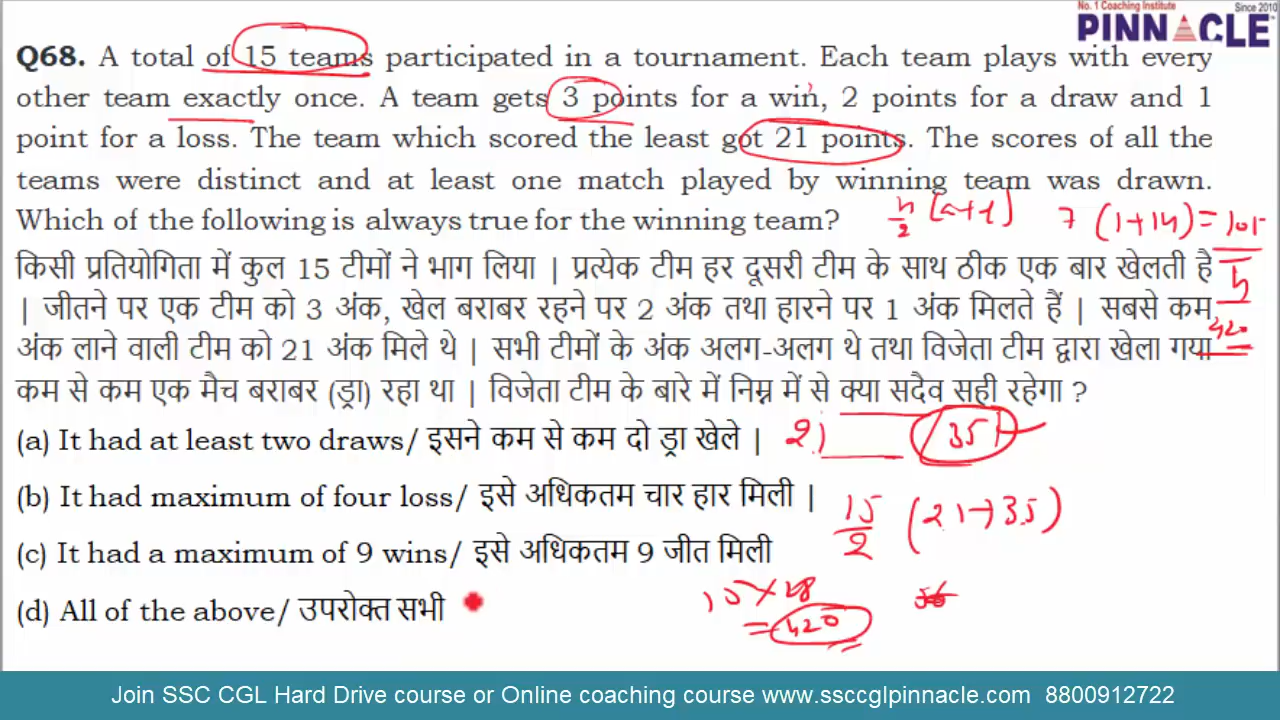 No. 1 Coaching Institute Since 2010
PINNACLE
Q68. A total of 15 teams participated in a tournament. Each team plays with every
other team exactly once. A team gets 3 points for a win, 2 points for a draw and 1
point for a loss. The team which scored the least got 21 points. The scores of all the
teams were distinct and at least one match played by winning team was drawn.
Which of the following is always true for the winning team?
n/2 [a+l] 7 (1+14) = 105
किसी प्रतियोगिता में कुल 15 टीमों ने भाग लिया | प्रत्येक टीम हर दूसरी टीम के साथ ठीक एक बार खेलती है
| जीतने पर एक टीम को 3 अंक, खेल बराबर रहने पर 2 अंक तथा हारने पर 1 अंक मिलते हैं | सबसे कम
420
अंक लाने वाली टीम को 21 अंक मिले थे | सभी टीमों के अंक अलग-अलग थे तथा विजेता टीम द्वारा खेला गया
कम से कम एक मैच बराबर (ड्रा) रहा था | विजेता टीम के बारे में निम्न में से क्या सदैव सही रहेगा ?
(a) It had at least two draws/ इसने कम से कम दो ड्रा खेले | 21 35
(b) It had maximum of four loss/ इसे अधिकतम चार हार मिली |
15/2 (21+35)
(c) It had a maximum of 9 wins/ इसे अधिकतम 9 जीत मिली
15 × 28
(d) All of the above/ उपरोक्त सभी
= 420
Join SSC CGL Hard Drive course or Online coaching course www.ssccglpinnacle.com 8800912722